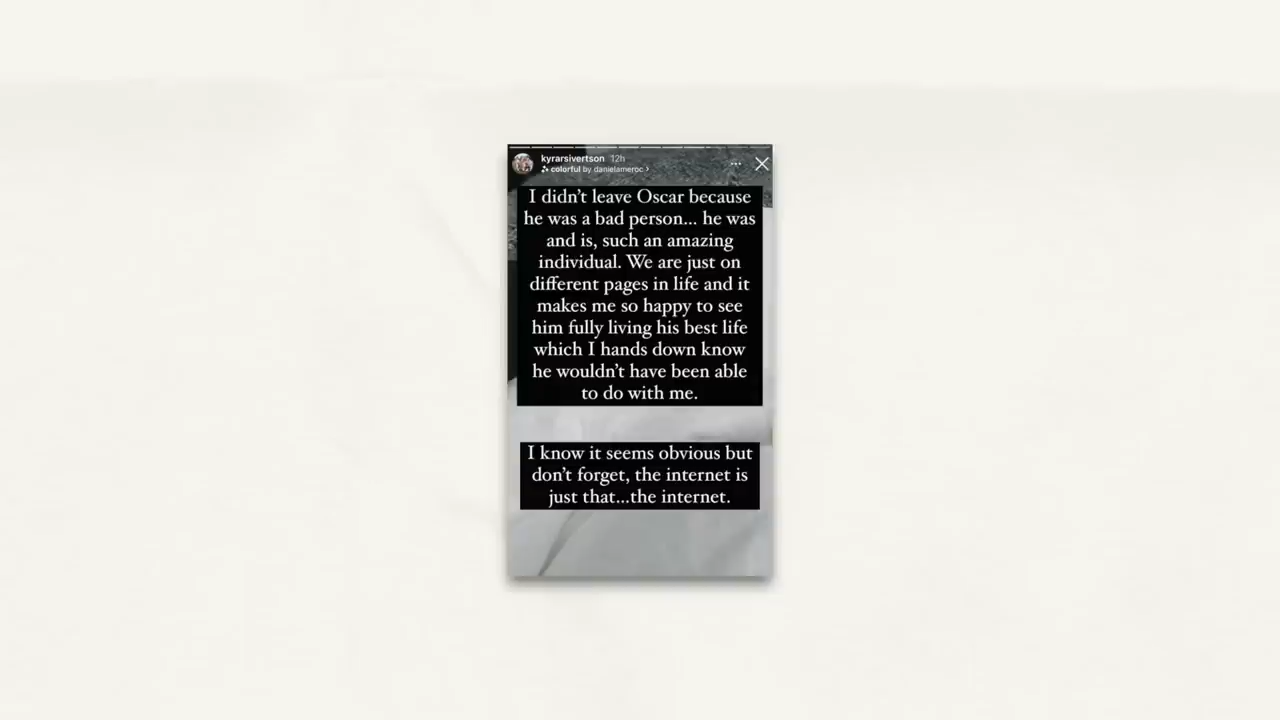 kyrarsivertson 12h
colorful by danielameroc >
I didn't leave Oscar because
he was a bad person... he was
and is, such an amazing
individual. We are just on
different pages in life and it
makes me so happy to see
him fully living his best life
which I hands down know
he wouldn't have been able
to do with me.
I know it seems obvious but
don't forget, the internet is
just that...the internet.